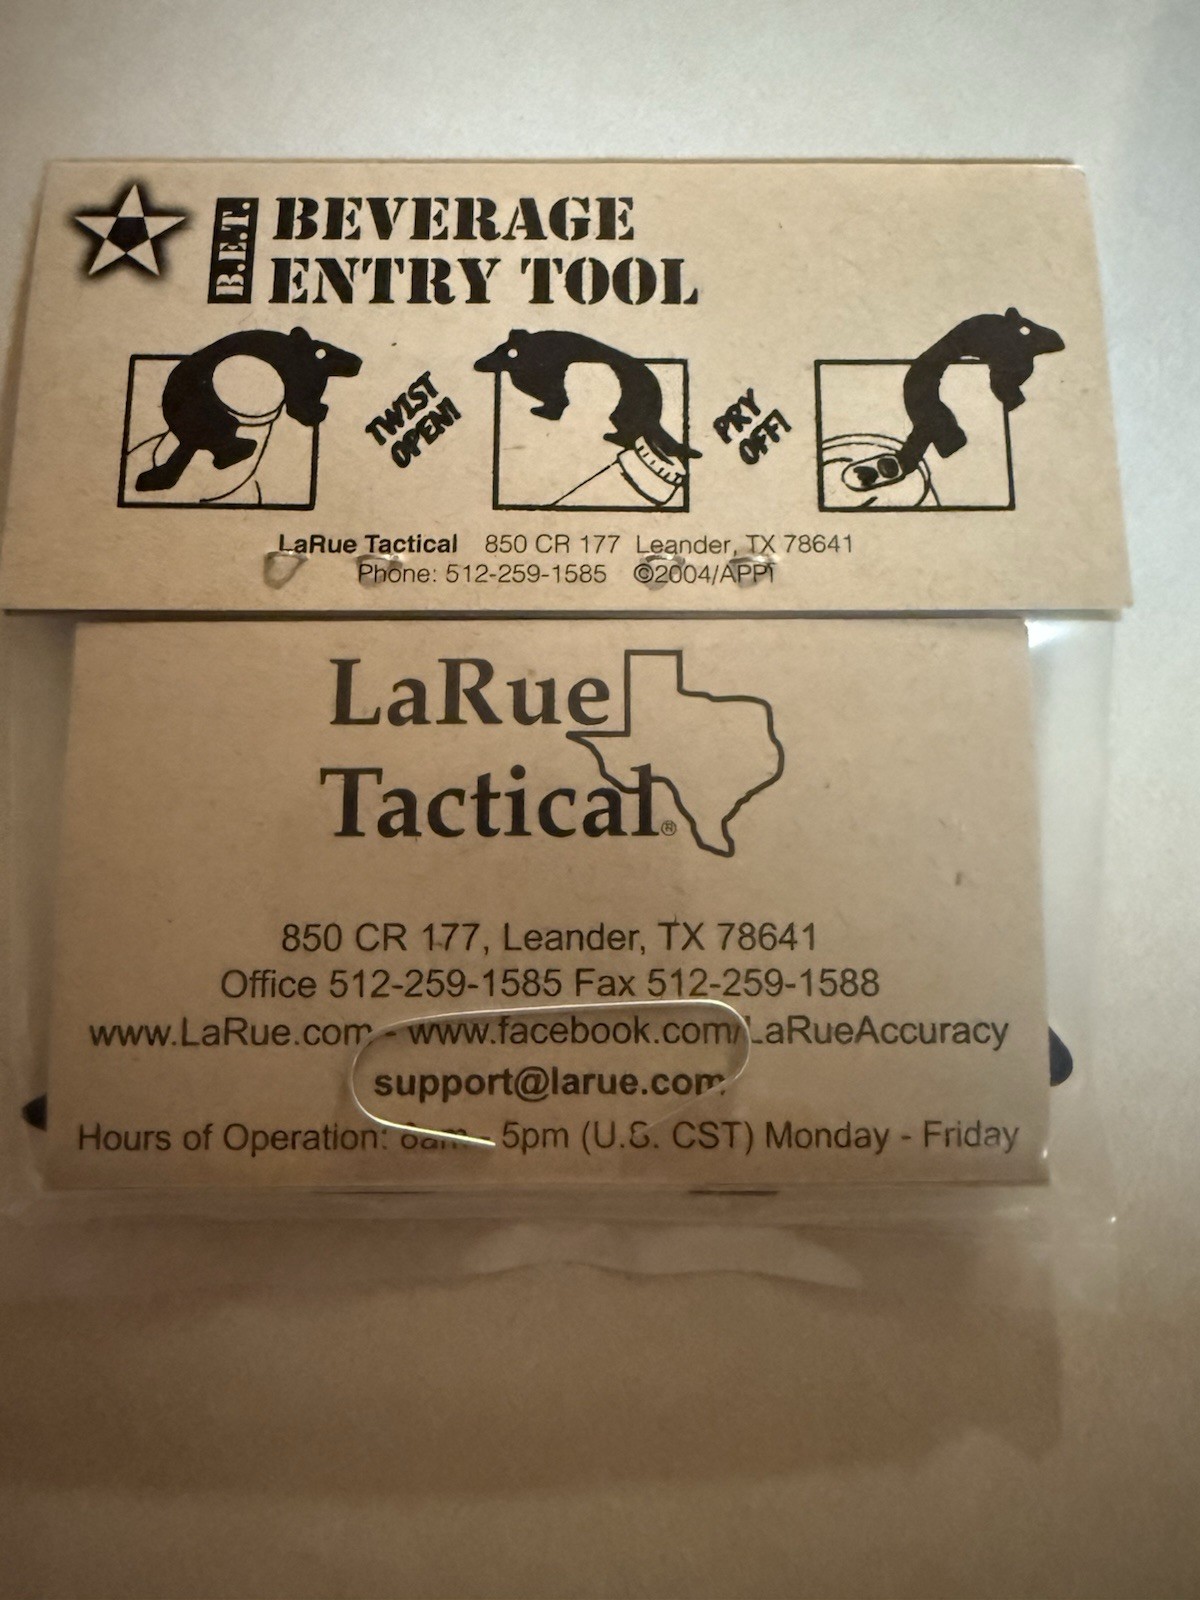 B.E.T.
BEVERAGE
ENTRY TOOL
TWIST
OPEN!
PRY
OFF!
LaRue Tactical 850 CR 177 Leander, TX 78641
Phone: 512-259-1585 ©2004/APPI
LaRue
Tactical®
850 CR 177, Leander, TX 78641
Office 512-259-1585 Fax 512-259-1588
www.LaRue.com - www.facebook.com/LaRueAccuracy
support@larue.com
Hours of Operation: 8am - 5pm (U.S. CST) Monday - Friday